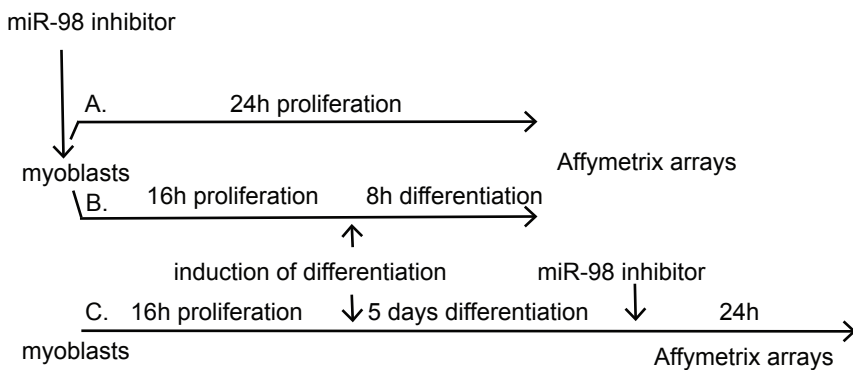 miR-98 inhibitor
A. 24h proliferation
Affymetrix arrays
myoblasts
B. 16h proliferation 8h differentiation
induction of differentiation miR-98 inhibitor
C. 16h proliferation 5 days differentiation 24h
myoblasts
Affymetrix arrays